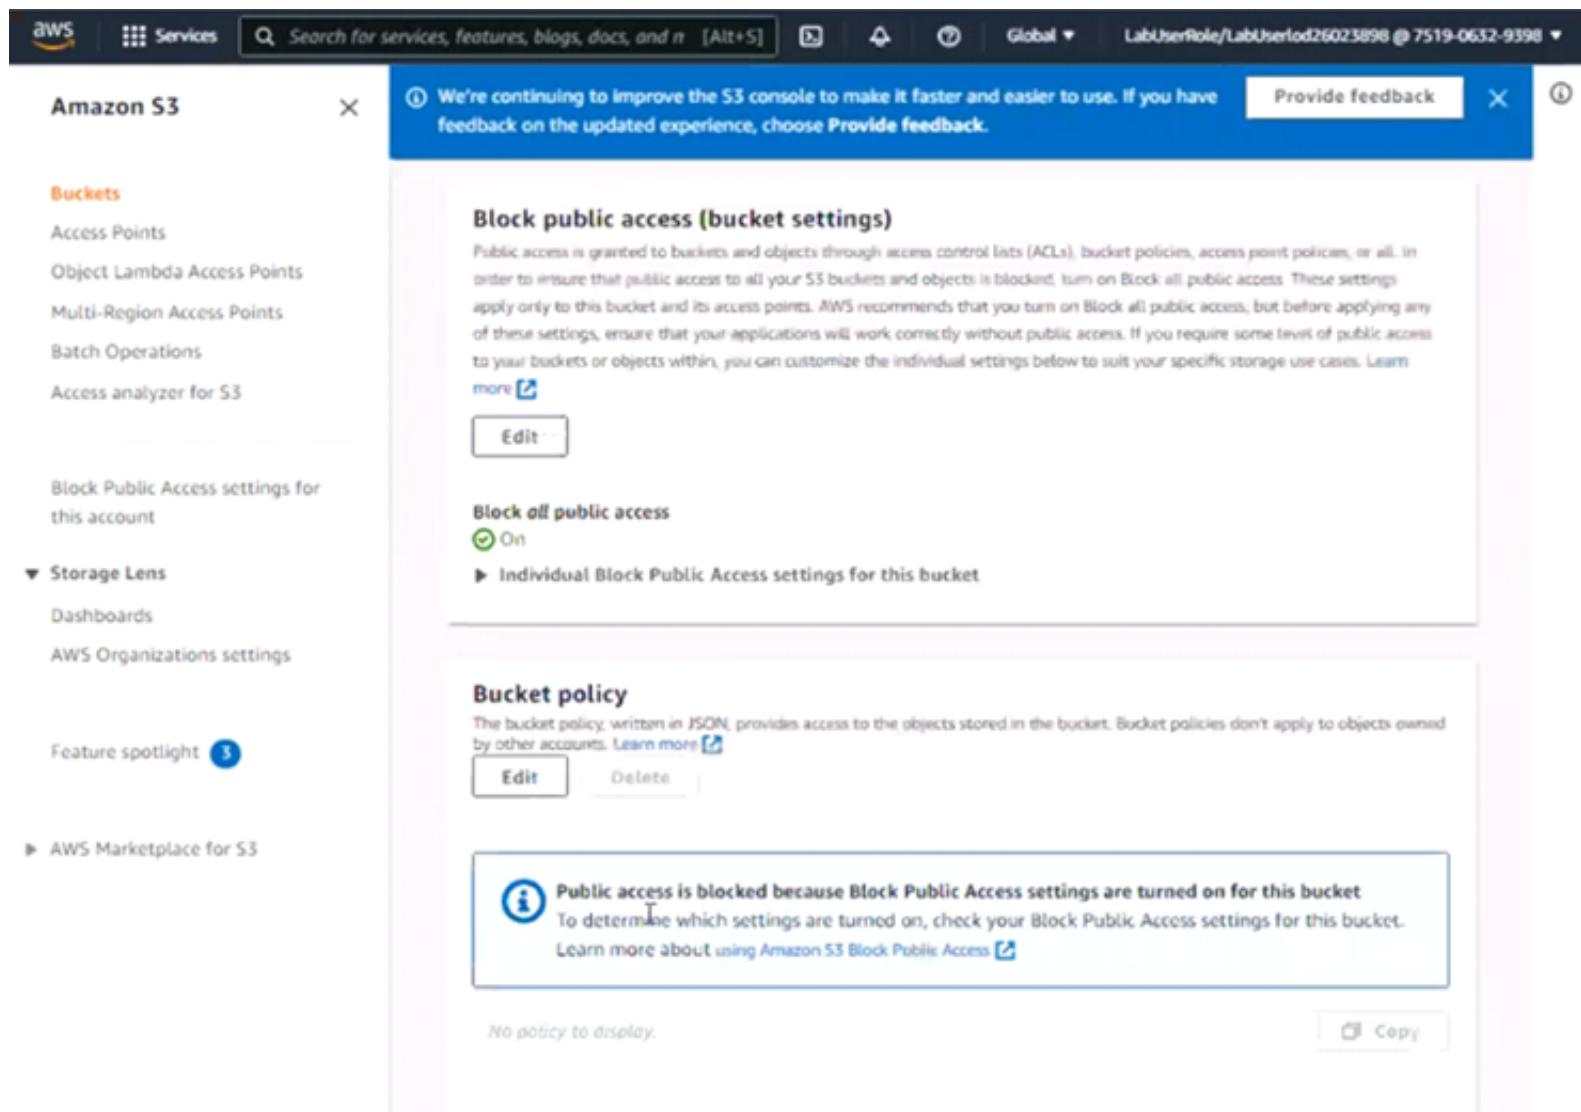 aws
Services
Search for services, features, blogs, docs, and m [Alt+S]
Global
LabUserRole/LabUserlod26023898 @ 7519-0632-9398
Amazon S3
We're continuing to improve the S3 console to make it faster and easier to use. If you have
feedback on the updated experience, choose Provide feedback.
Provide feedback
Buckets
Access Points
Object Lambda Access Points
Multi-Region Access Points
Batch Operations
Access analyzer for S3
Block Public Access settings for
this account
Storage Lens
Dashboards
AWS Organizations settings
Feature spotlight 3
AWS Marketplace for S3
Block public access (bucket settings)
Public access is granted to buckets and objects through access control lists (ACLs), bucket policies, access point policies, or all. In
order to ensure that public access to all your S3 buckets and objects is blocked, turn on Block all public access. These settings
apply only to this bucket and its access points. AWS recommends that you turn on Block all public access, but before applying any
of these settings, ensure that your applications will work correctly without public access. If you require some level of public access
to your buckets or objects within, you can customize the individual settings below to suit your specific storage use cases. Learn
more
Edit
Block all public access
On
Individual Block Public Access settings for this bucket
Bucket policy
The bucket policy, written in JSON, provides access to the objects stored in the bucket. Bucket policies don't apply to objects owned
by other accounts. Learn more
Edit
Delete
Public access is blocked because Block Public Access settings are turned on for this bucket
To determine which settings are turned on, check your Block Public Access settings for this bucket.
Learn more about using Amazon S3 Block Public Access
No policy to display.
Copy